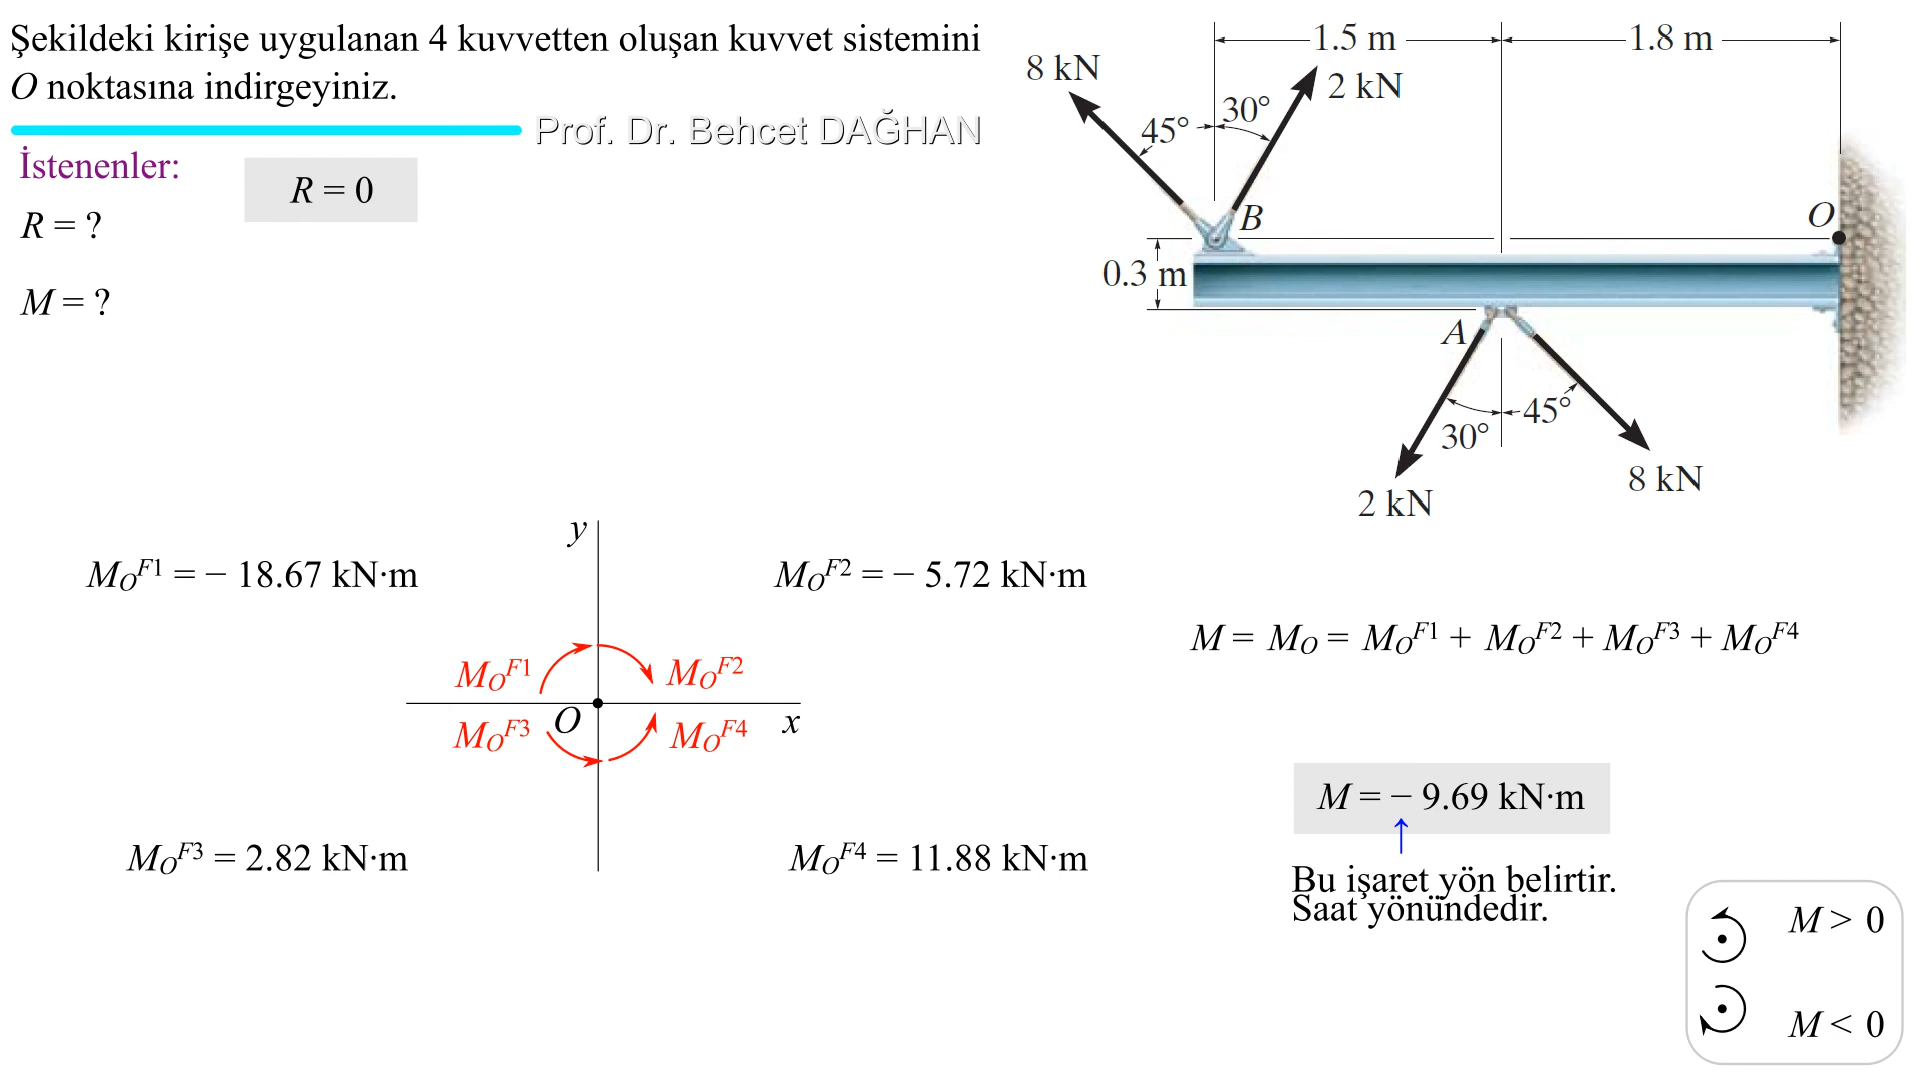 Şekildeki kirişe uygulanan 4 kuvvetten oluşan kuvvet sistemini
O noktasına indirgeyiniz.
Prof. Dr. Behcet DAĞHAN
İstenenler:
R = 0
R = ?
M = ?
1.5 m
1.8 m
8 kN
2 kN
30°
45°
B
O
0.3 m
A
45°
30°
8 kN
2 kN
y
M_O^F1 = − 18.67 kN·m
M_O^F2 = − 5.72 kN·m
M = M_O = M_O^F1 + M_O^F2 + M_O^F3 + M_O^F4
M_O^F1
M_O^F2
O
x
M_O^F3
M_O^F4
M = − 9.69 kN·m
↑
M_O^F3 = 2.82 kN·m
M_O^F4 = 11.88 kN·m
Bu işaret yön belirtir.
Saat yönündedir.
M > 0
M < 0